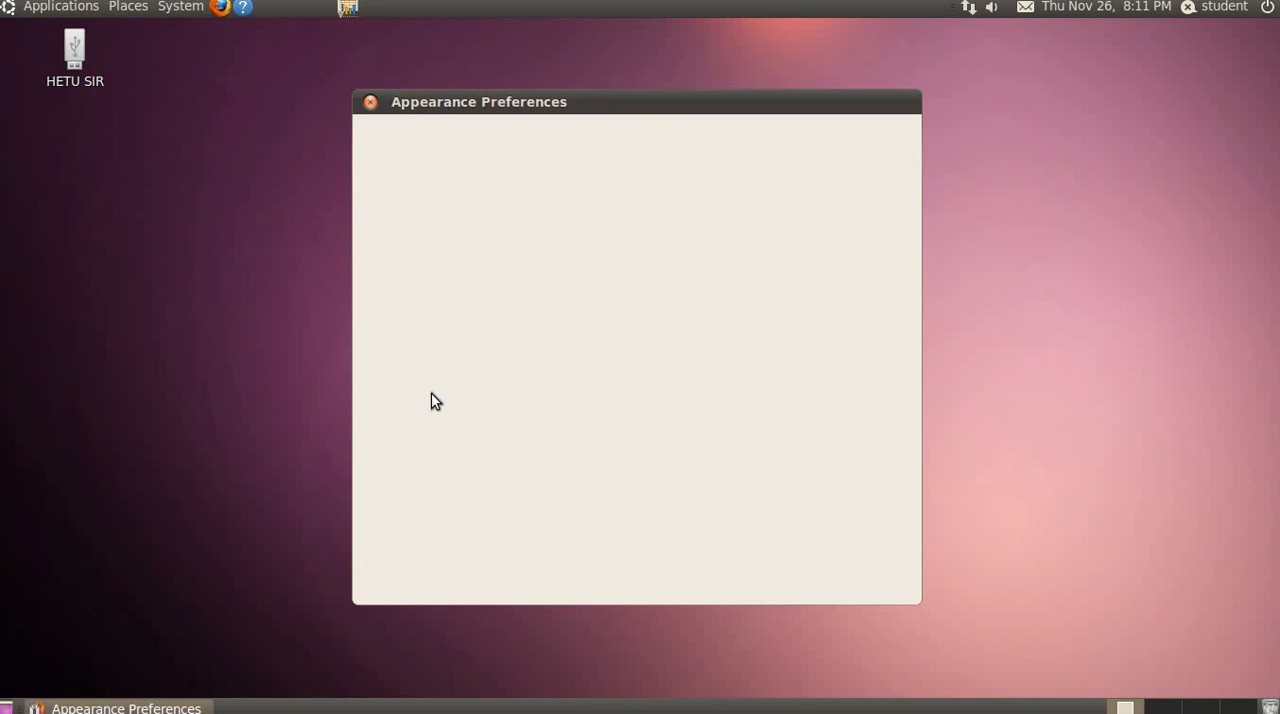 Applications Places System Thu Nov 26, 8:11 PM student
HETU SIR
Appearance Preferences
Appearance Preferences